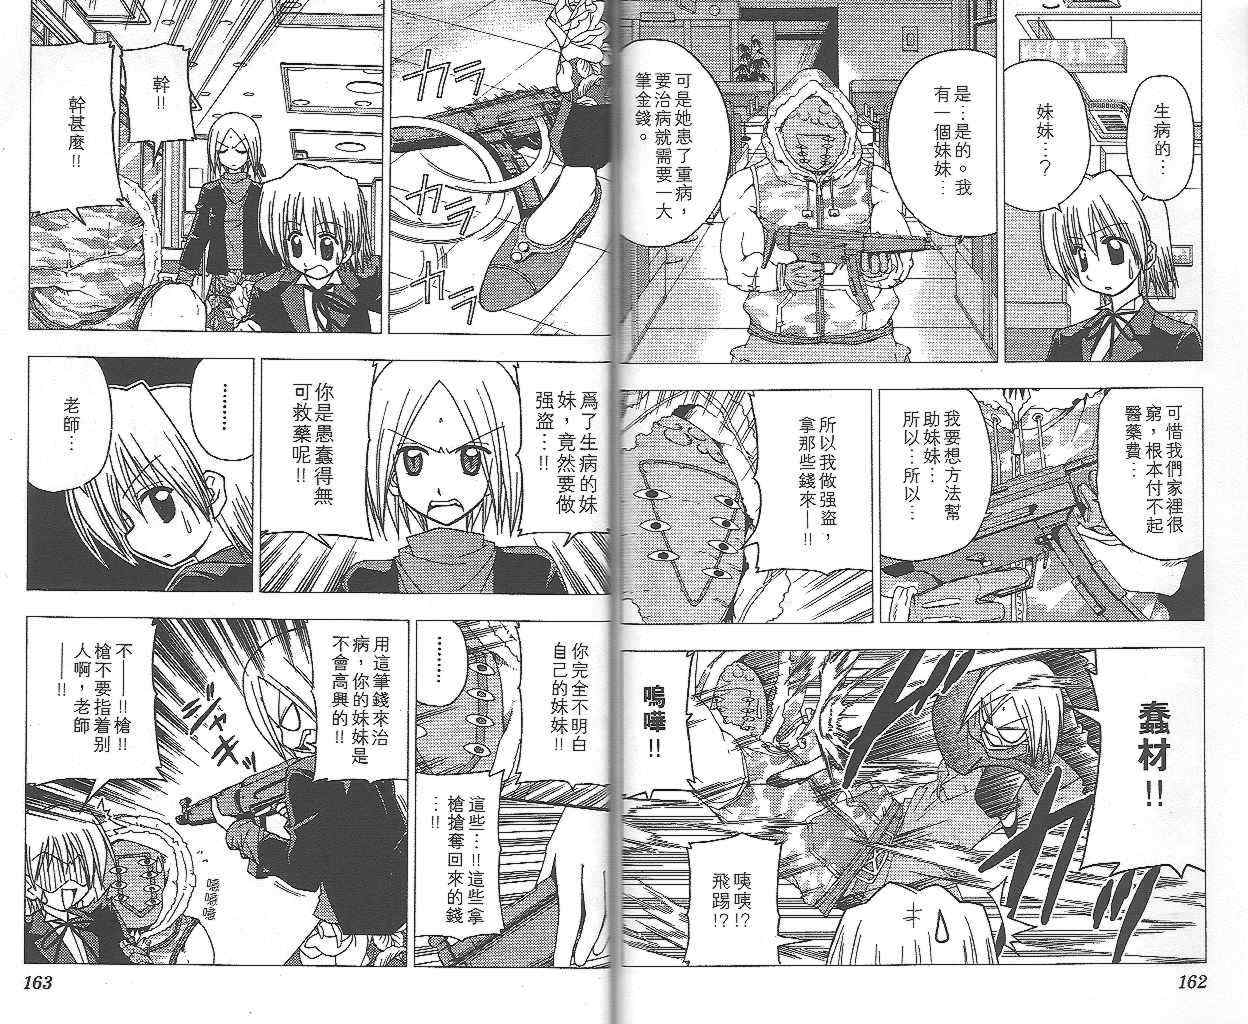 生病的…
妹妹…?
是…是的。我
有一個妹妹…
可是她患了重病，
要治病就需要一大
筆金錢。
可惜我們家裡很
窮，根本付不起
醫藥費…
我要想方法幫
助妹妹…
所以…所以…
所以我做强盜，
拿那些錢來—!!
蠢材!!
嗚嘩!!
咦咦!?
飛踢!?
162
カラ
カラ
カラ
幹!!
幹甚麼!!
爲了生病的妹
妹，竟然要做
强盜…!!
你是愚蠢得無
可救藥呢!!
………
老師…
你完全不明白
自己的妹妹!!
………
這些…!!這些拿
槍搶奪回來的錢
…!!
用這筆錢來治
病，你的妹妹是
不會高興的!!
ジャキッ
不——!!槍!!
槍不要指着别
人啊，老師
——!!
噫噫噫
163